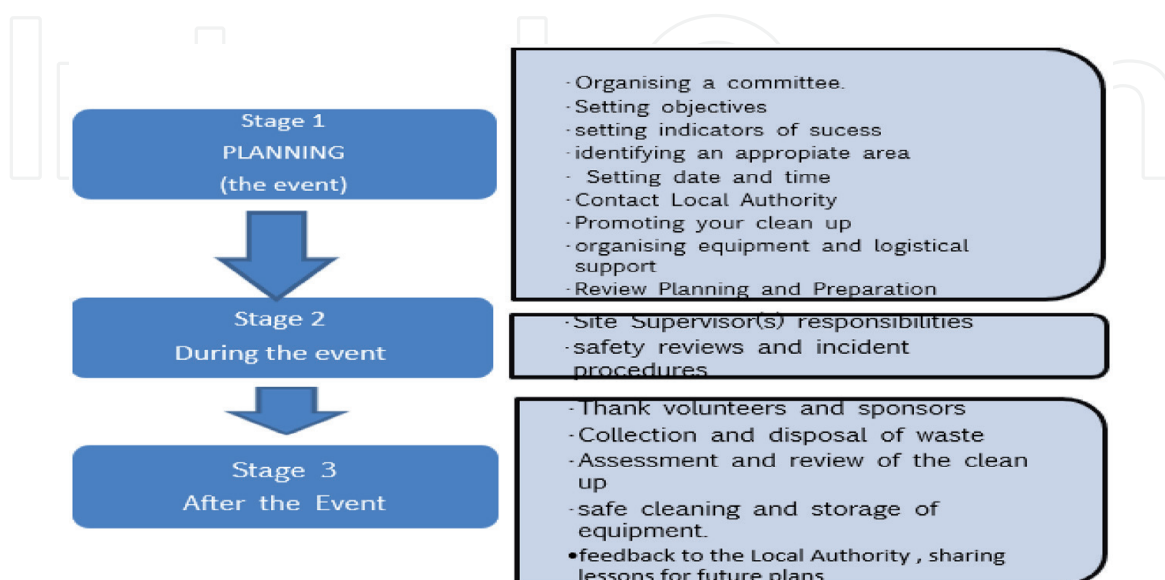 Stage 1
PLANNING
(the event)
· Organising a committee.
· Setting objectives
· setting indicators of sucess
· identifying an appropiate area
· Setting date and time
· Contact Local Authority
· Promoting your clean up
· organising equipment and logistical
support
· Review Planning and Preparation
Stage 2
During the event
· Site Supervisor(s) responsibilities
· safety reviews and incident
procedures
Stage 3
After the Event
· Thank volunteers and sponsors
· Collection and disposal of waste
· Assessment and review of the clean
up
· safe cleaning and storage of
equipment.
• feedback to the Local Authority , sharing
lessons for future plans